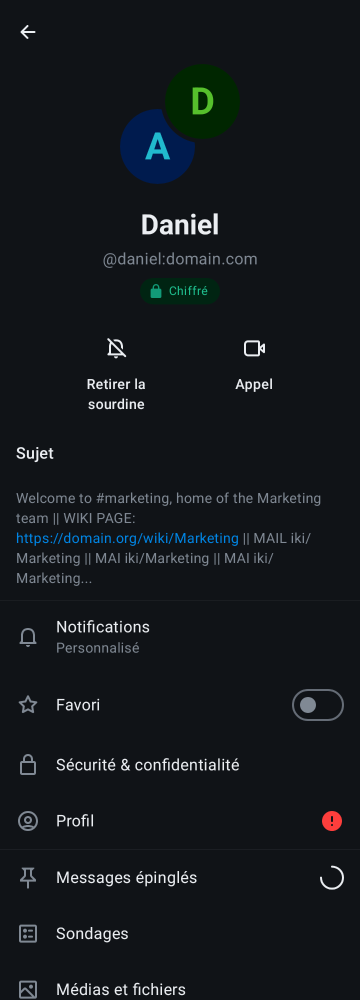 D
A
Daniel
@daniel:domain.com
Chiffré
Retirer la
sourdine
Appel
Sujet
Welcome to #marketing, home of the Marketing
team || WIKI PAGE:
https://domain.org/wiki/Marketing || MAIL iki/
Marketing || MAI iki/Marketing || MAI iki/
Marketing...
Notifications
Personnalisé
Favori
Sécurité & confidentialité
Profil
Messages épinglés
Sondages
Médias et fichiers